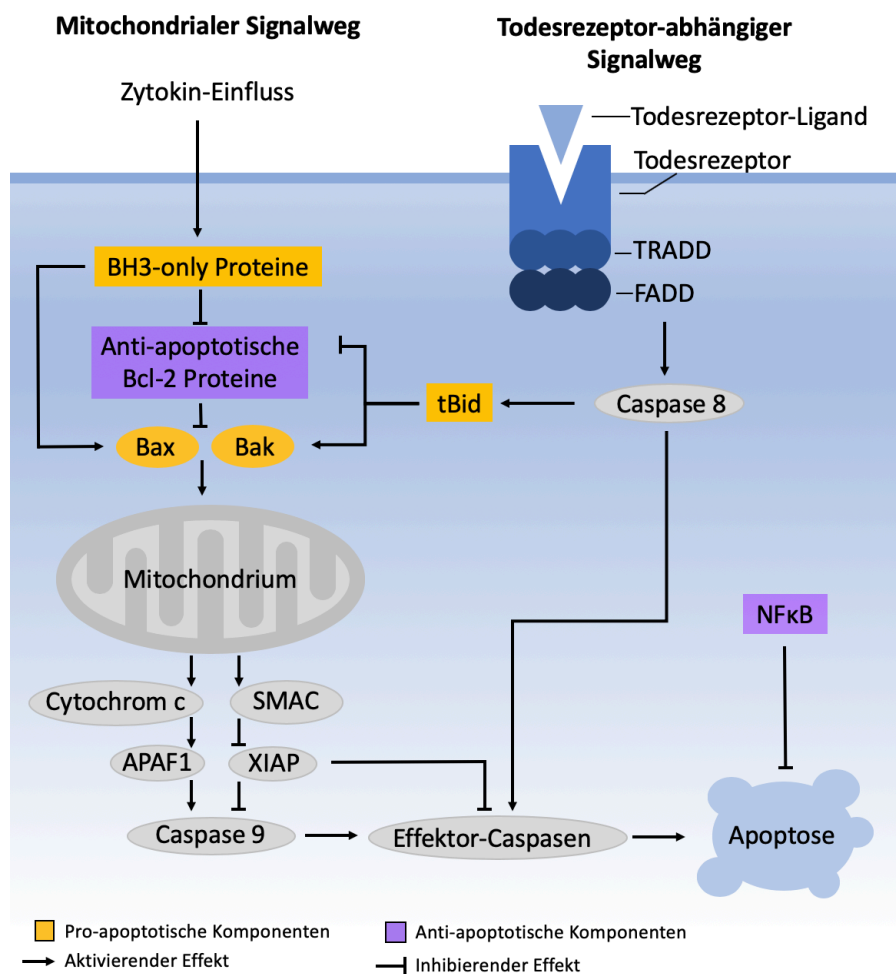 Mitochondrialer Signalweg
Todesrezeptor-abhängiger
Signalweg
Zytokin-Einfluss
Todesrezeptor-Ligand
Todesrezeptor
TRADD
FADD
BH3-only Proteine
Anti-apoptotische
Bcl-2 Proteine
tBid
Caspase 8
Bax
Bak
Mitochondrium
NFκB
Cytochrom c
SMAC
APAF1
XIAP
Caspase 9
Effektor-Caspasen
Apoptose
Pro-apoptotische Komponenten
Anti-apoptotische Komponenten
Aktivierender Effekt
Inhibierender Effekt